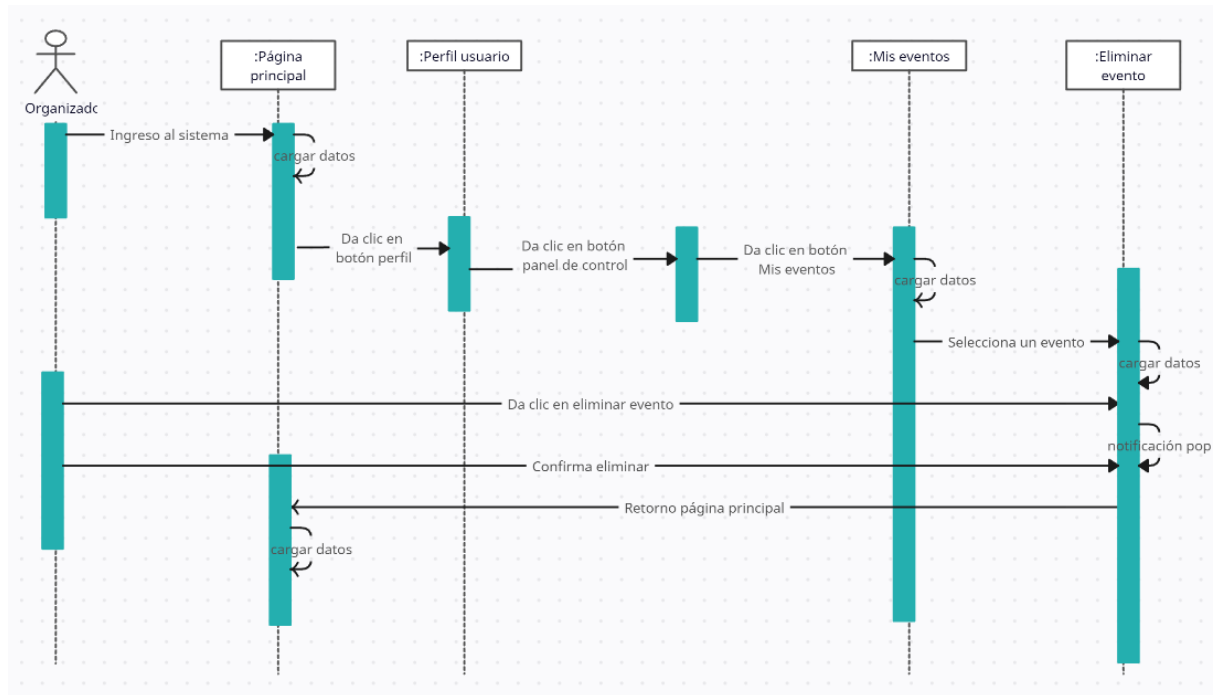 :Página
principal
:Perfil usuario
:Mis eventos
:Eliminar
evento
Organizadc
Ingreso al sistema
cargar datos
Da clic en
botón perfil
Da clic en botón
panel de control
Da clic en botón
Mis eventos
cargar datos
Selecciona un evento
cargar datos
Da clic en eliminar evento
notificación pop
Confirma eliminar
Retorno página principal
cargar datos